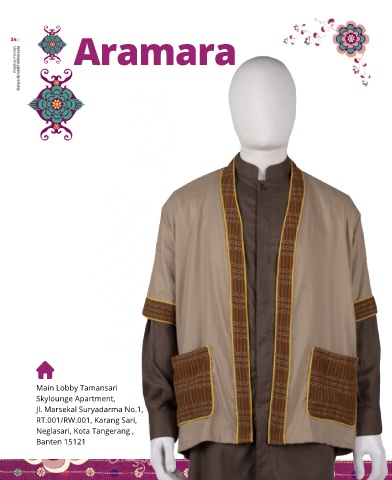 Aramara
Main Lobby Tamansari
Skylounge Apartment,
Jl. Marsekal Suryadarma No.1,
RT.001/RW.001, Karang Sari,
Neglasari, Kota Tangerang ,
Banten 15121